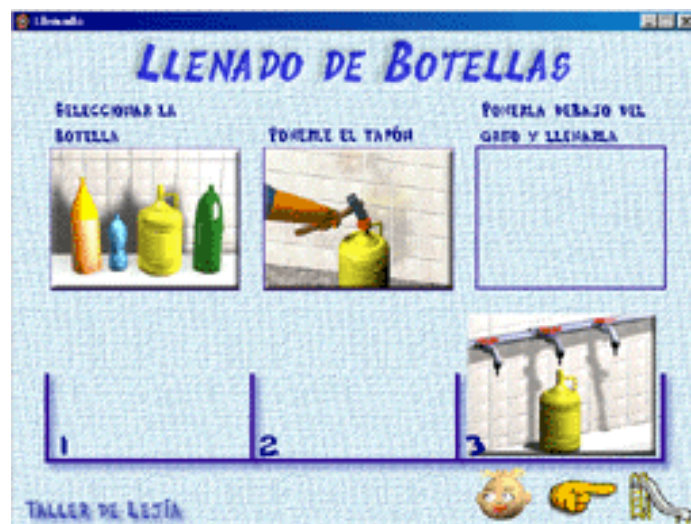 Llenado
LLENADO DE BOTELLAS
SELECCIONAR LA
BOTELLA
PONERLE EL TAPÓN
PONERLA DEBAJO DEL
GRIFO Y LLENARLA
1
2
3
TALLER DE LEJÍA